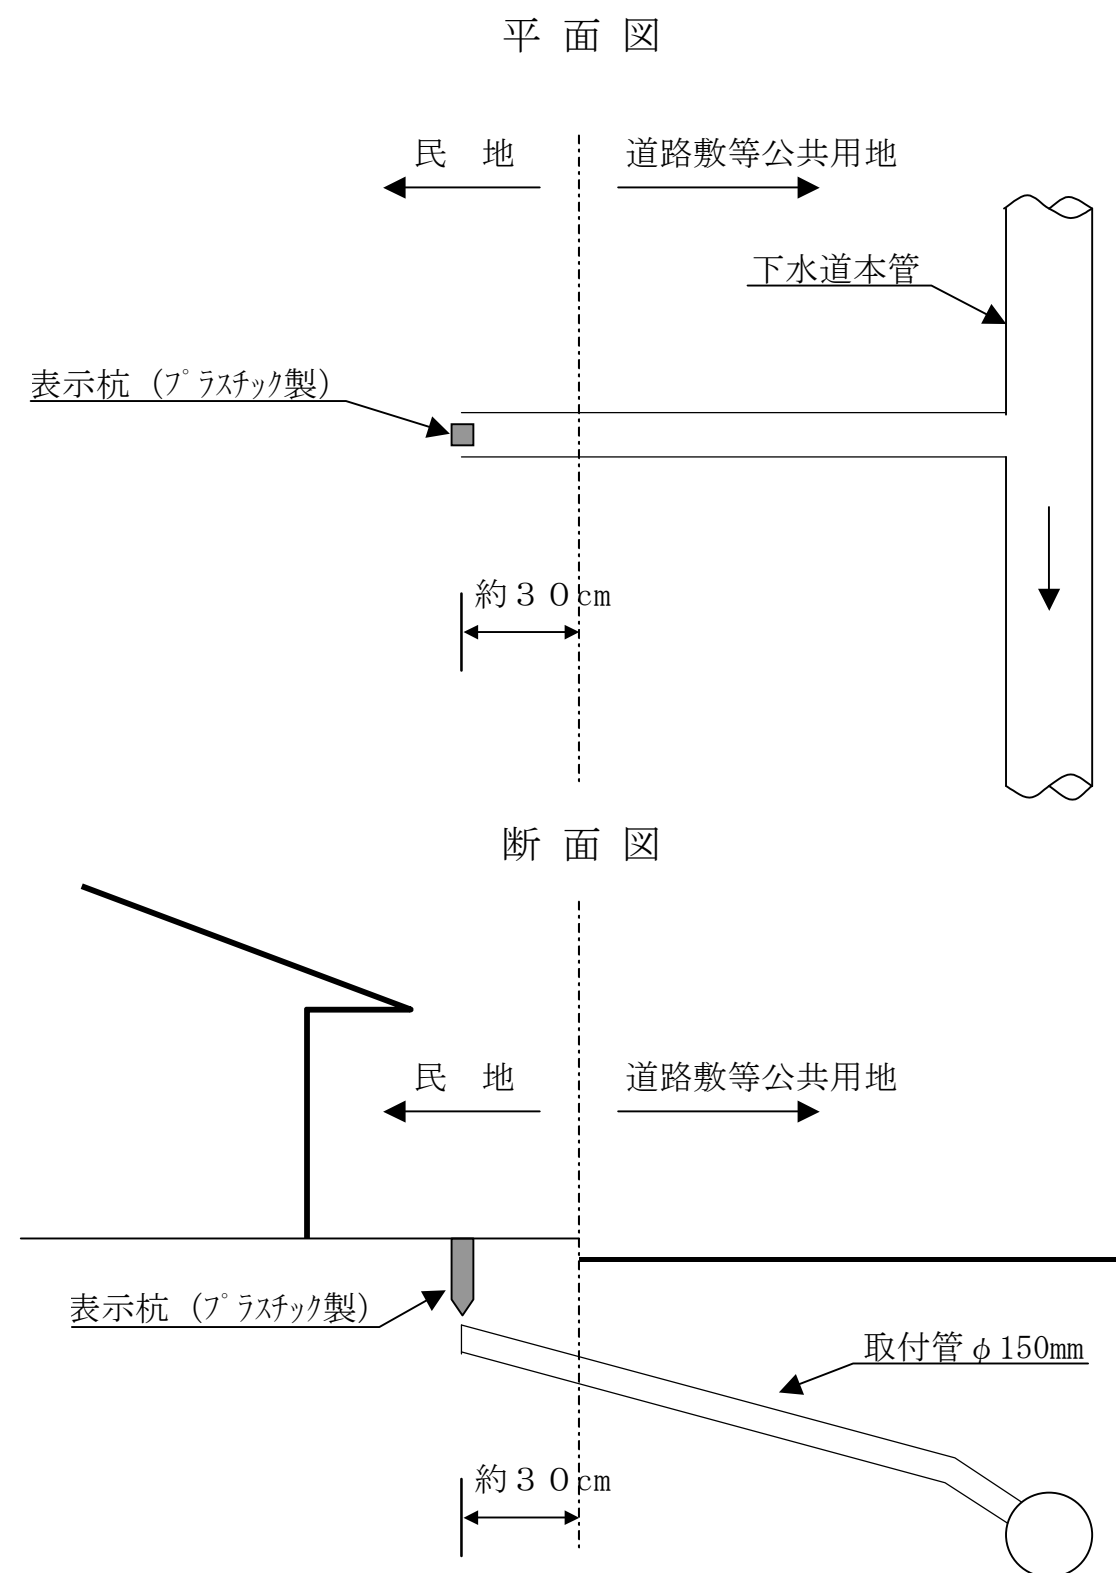 平 面 図
民　地
道路敷等公共用地
下水道本管
表示杭（ﾌﾟﾗｽﾁｯｸ製）
約３０cm
断 面 図
民　地
道路敷等公共用地
表示杭（ﾌﾟﾗｽﾁｯｸ製）
取付管φ150mm
約３０cm